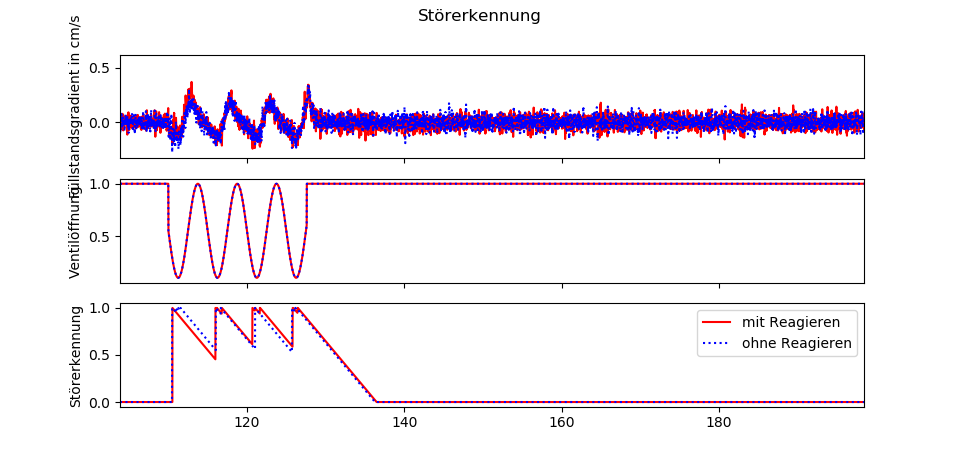 Störerkennung
Füllstandsgradient in cm/s
0.5
0.0
Ventilöffnung
1.0
0.5
Störerkennung
1.0
0.5
0.0
mit Reagieren
ohne Reagieren
120
140
160
180